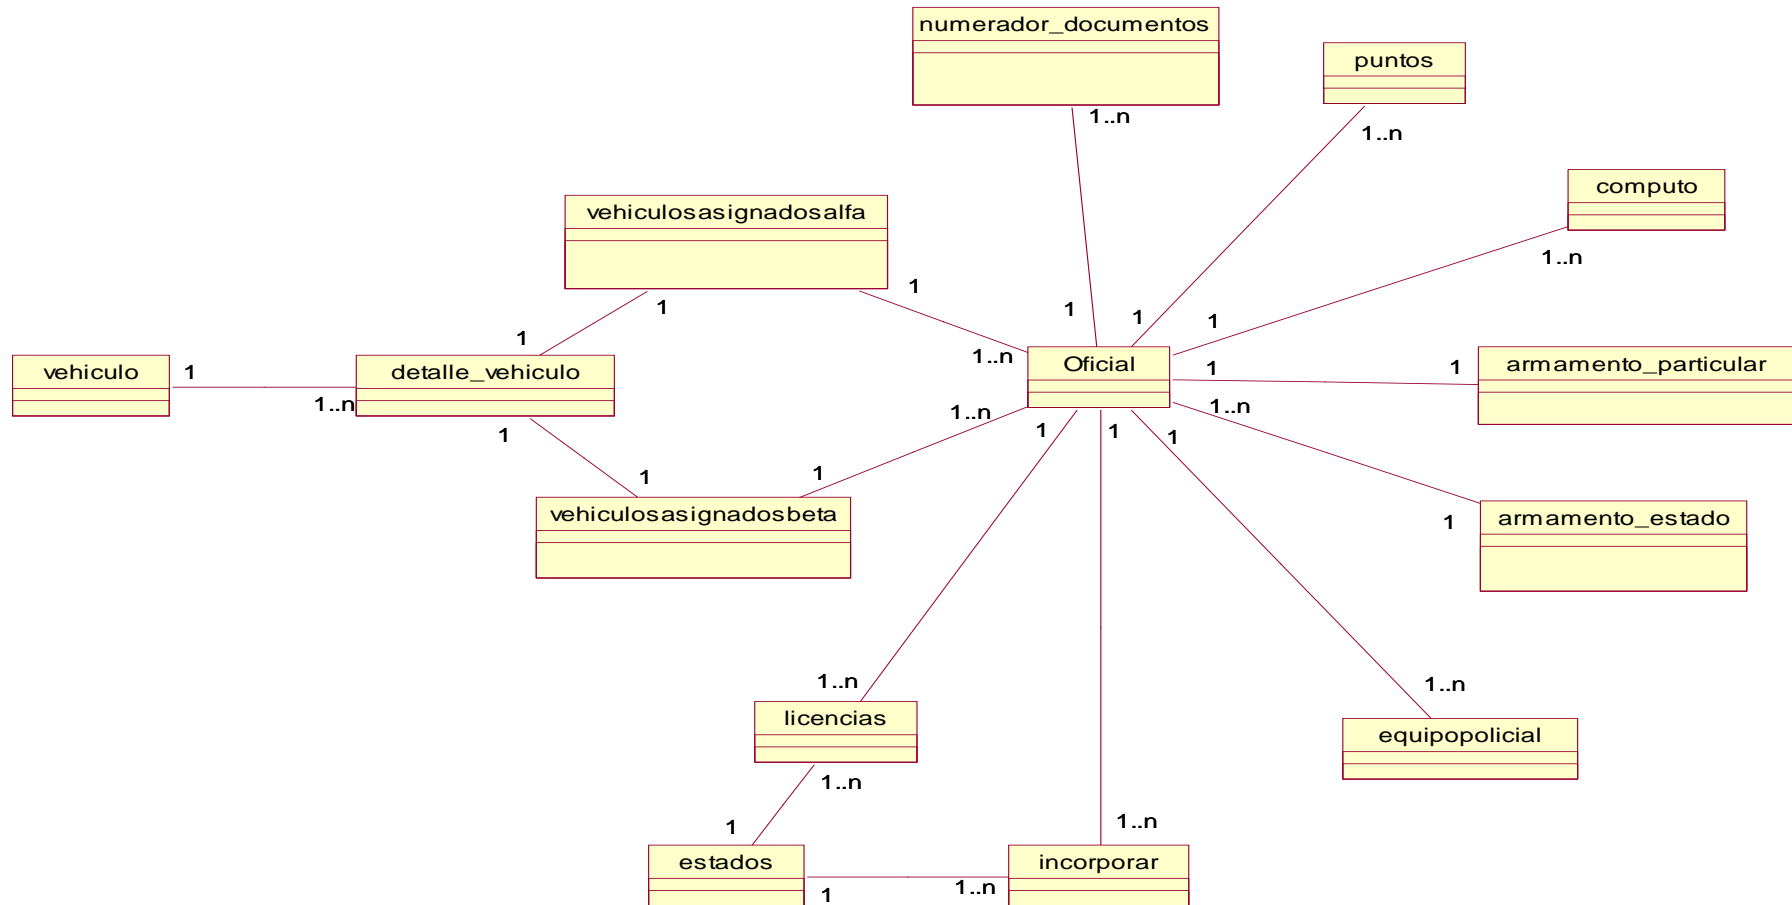 numerador_documentos
puntos
1..n
1..n
computo
vehiculosasignadosalfa
1..n
1
1
1
1
1
1
1
vehiculo
1
1..n
detalle_vehiculo
1..n
Oficial
1
1
armamento_particular
1..n
1..n
1
1
1
1
1
1
vehiculosasignadosbeta
1
armamento_estado
1..n
1..n
licencias
equipopolicial
1..n
1
1..n
estados
incorporar
1
1..n